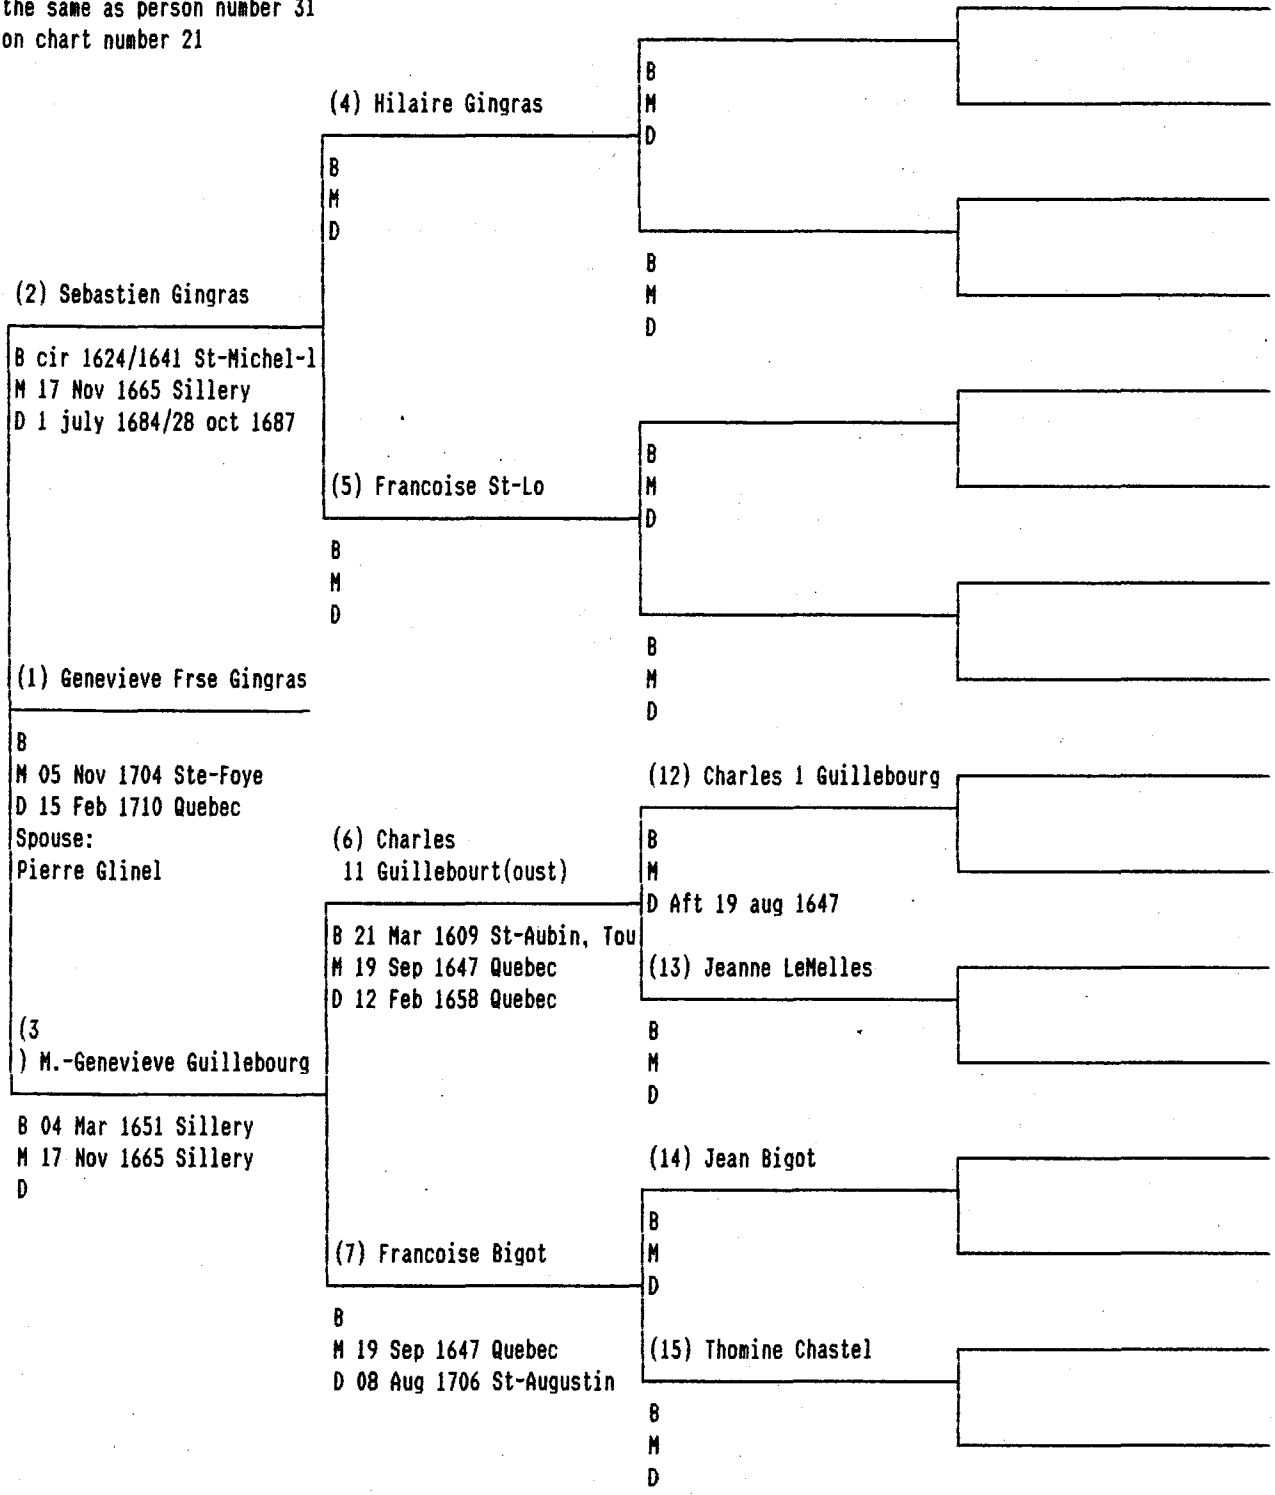 the same as person number 31
on chart number 21
B
M
D
(4) Hilaire Gingras
B
M
D
B
M
D
(2) Sebastien Gingras
B cir 1624/1641 St-Michel-l
M 17 Nov 1665 Sillery
D 1 july 1684/28 oct 1687
B
M
D
(5) Francoise St-Lo
B
M
D
B
M
D
(1) Genevieve Frse Gingras
B
M 05 Nov 1704 Ste-Foye
D 15 Feb 1710 Quebec
Spouse:
Pierre Glinel
(12) Charles 1 Guillebourg
B
M
D Aft 19 aug 1647
(6) Charles
11 Guillebourt(oust)
B 21 Mar 1609 St-Aubin, Tou
M 19 Sep 1647 Quebec
D 12 Feb 1658 Quebec
(13) Jeanne LeMelles
B
M
D
(3
) M.-Genevieve Guillebourg
B 04 Mar 1651 Sillery
M 17 Nov 1665 Sillery
D
(14) Jean Bigot
B
M
D
(7) Francoise Bigot
B
M 19 Sep 1647 Quebec
D 08 Aug 1706 St-Augustin
(15) Thomine Chastel
B
M
D